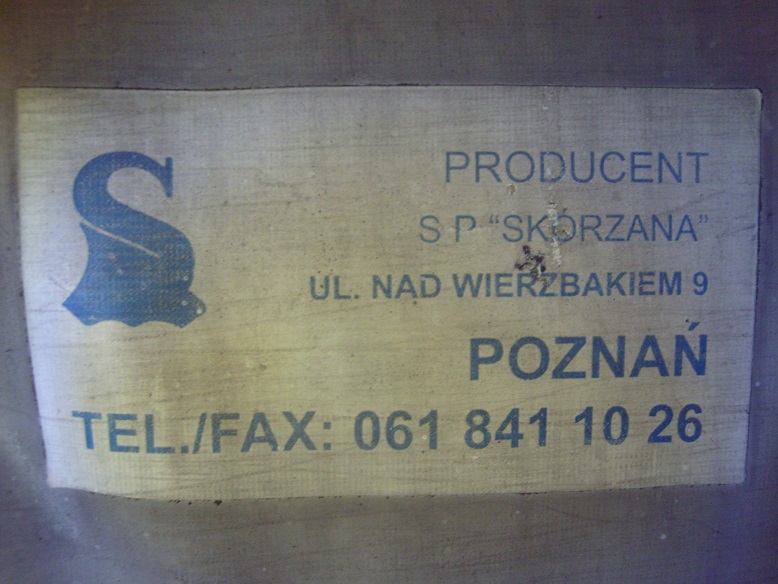 S
PRODUCENT
S P "SKÓRZANA"
UL. NAD WIERZBAKIEM 9
POZNAŃ
TEL./FAX: 061 841 10 26